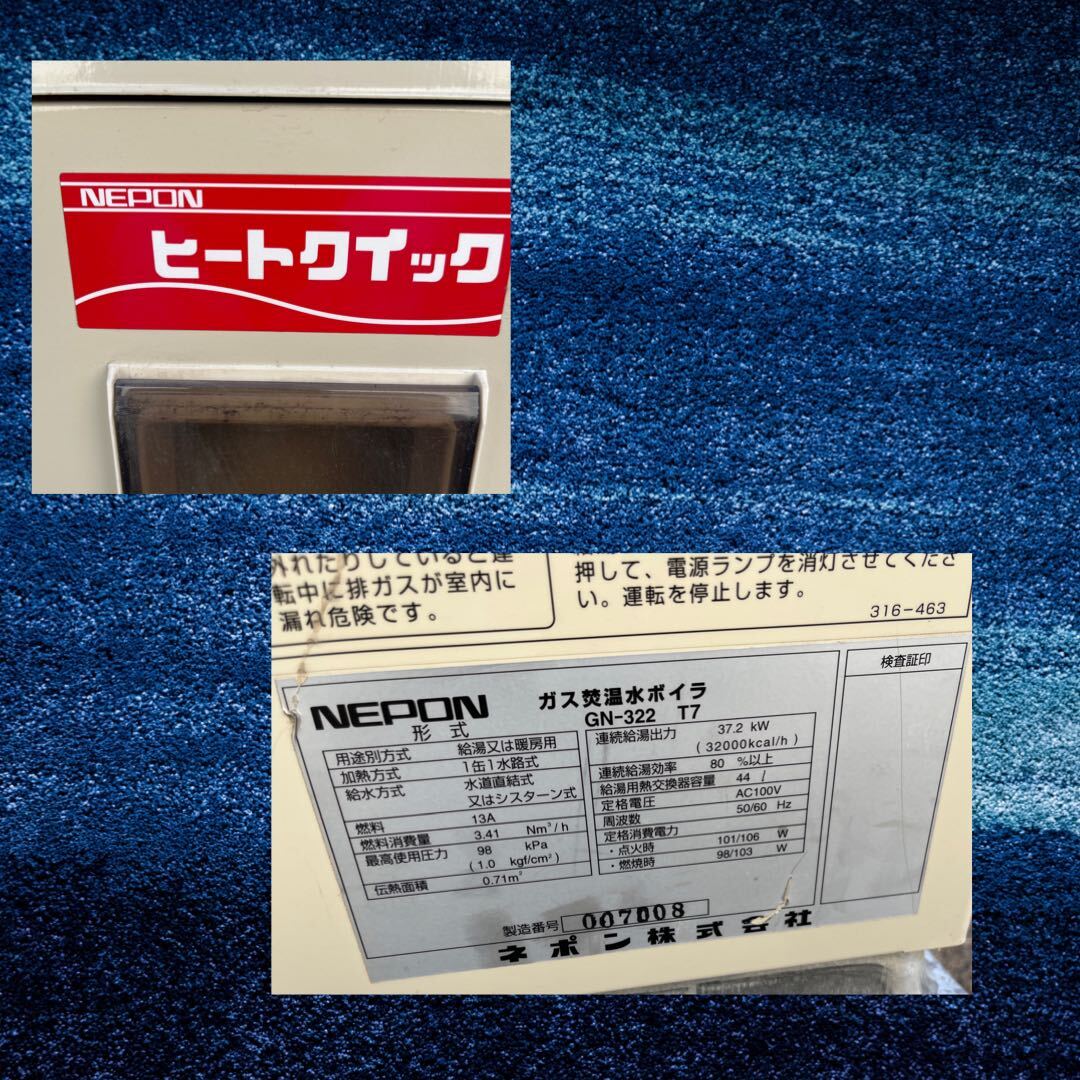 NEPON
ヒートクイック
外れたりしていると運
転中に排ガスが室内に
漏れ危険です。
押して、電源ランプを消灯させてくださ
い。運転を停止します。
316-463
検査証印
NEPON ガス焚温水ボイラ
形式 GN-322 T7
用途別方式 給湯又は暖房用
加熱方式 1缶1水路式
給水方式 水道直結式
又はシスターン式
燃料 13A
燃料消費量 3.41 Nm³/h
最高使用圧力 98 kPa
(1.0 kgf/cm²)
伝熱面積 0.71m²
連続給湯出力 37.2 kW
(32000kcal/h)
連続給湯効率 80 %以上
給湯用熱交換器容量 44 l
定格電圧 AC100V
周波数 50/60 Hz
定格消費電力
・点火時 101/106 W
・燃焼時 98/103 W
製造番号 007008
ネポン株式会社